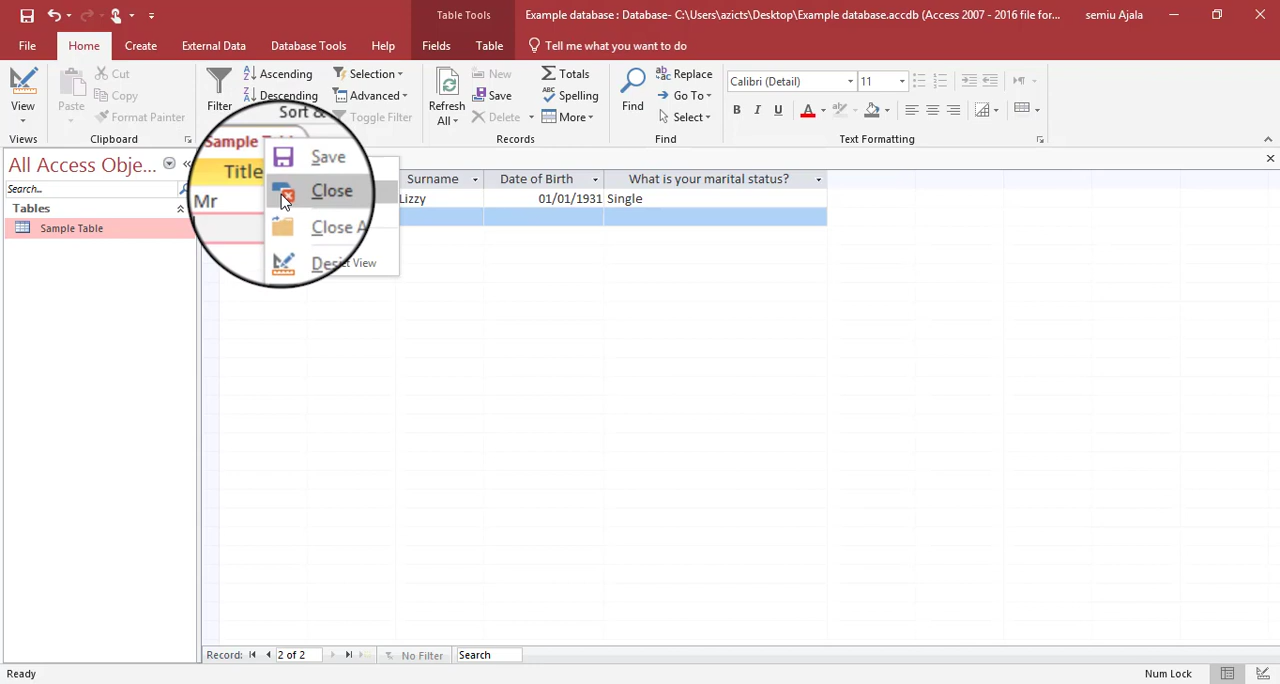 Table Tools
Example database : Database- C:\Users\azicts\Desktop\Example database.accdb (Access 2007 - 2016 file for...
semiu Ajala
File
Home
Create
External Data
Database Tools
Help
Fields
Table
Tell me what you want to do
View
Views
Paste
Cut
Copy
Format Painter
Clipboard
Filter
Ascending
Descending
Sort &
Selection
Advanced
Toggle Filter
Refresh
All
New
Save
Delete
Totals
Spelling
More
Records
Find
Replace
Go To
Select
Find
Calibri (Detail)
11
B I U
A
Text Formatting
All Access Obje...
Search...
Tables
Sample Table
Sample
Title
Mr
Save
Close
Close A
View
Surname
Date of Birth
What is your marital status?
Lizzy
01/01/1931
Single
Record:
2 of 2
No Filter
Search
Ready
Num Lock